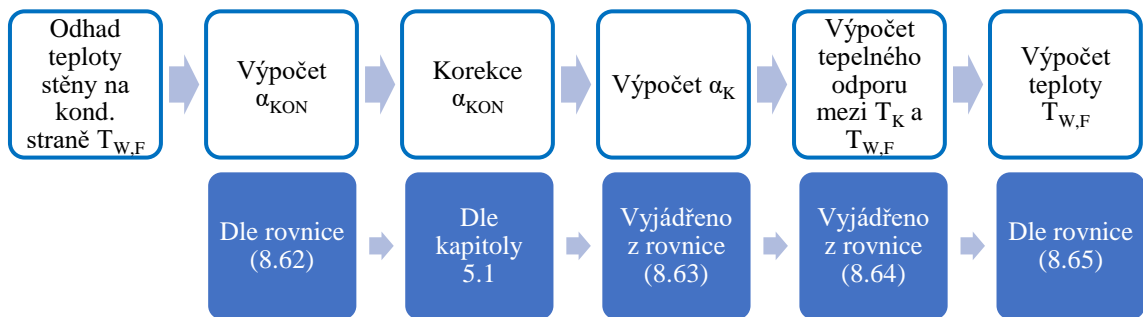 Odhad
teploty
stěny na
kond.
straně T_W,F
Výpočet
α_KON
Korekce
α_KON
Výpočet α_K
Výpočet
tepelného
odporu
mezi T_K a
T_W,F
Výpočet
teploty
T_W,F
Dle rovnice
(8.62)
Dle
kapitoly
5.1
Vyjádřeno
z rovnice
(8.63)
Vyjádřeno
z rovnice
(8.64)
Dle rovnice
(8.65)